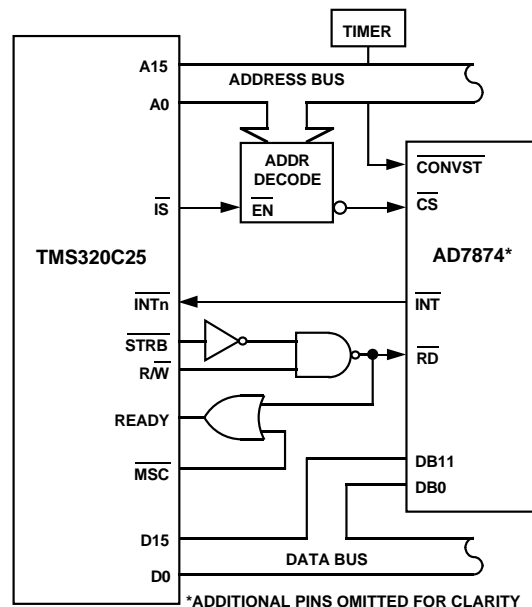 TIMER
A15
ADDRESS BUS
A0
ADDR
DECODE
CONVST
IS
EN
CS
TMS320C25
AD7874*
INTn
INT
STRB
R/W
RD
READY
MSC
DB11
DB0
D15
DATA BUS
D0
*ADDITIONAL PINS OMITTED FOR CLARITY